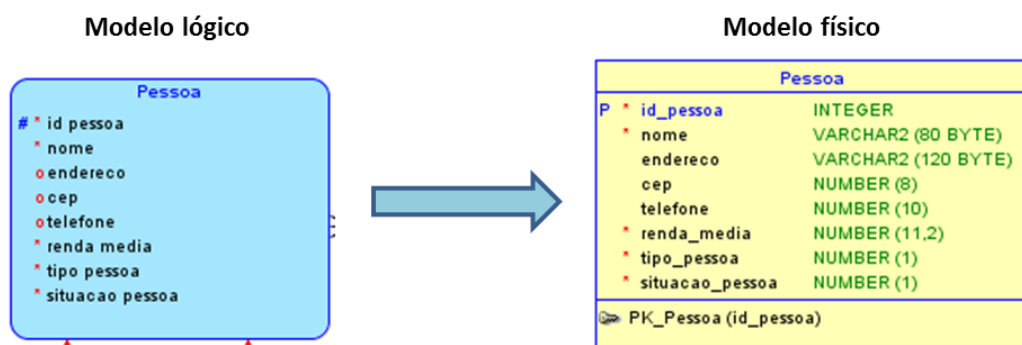 Modelo lógico
Pessoa
# * id pessoa
* nome
o endereco
o cep
o telefone
* renda media
* tipo pessoa
* situacao pessoa
Modelo físico
Pessoa
P * id_pessoa INTEGER
* nome VARCHAR2 (80 BYTE)
endereco VARCHAR2 (120 BYTE)
cep NUMBER (8)
telefone NUMBER (10)
* renda_media NUMBER (11,2)
* tipo_pessoa NUMBER (1)
* situacao_pessoa NUMBER (1)
PK_Pessoa (id_pessoa)